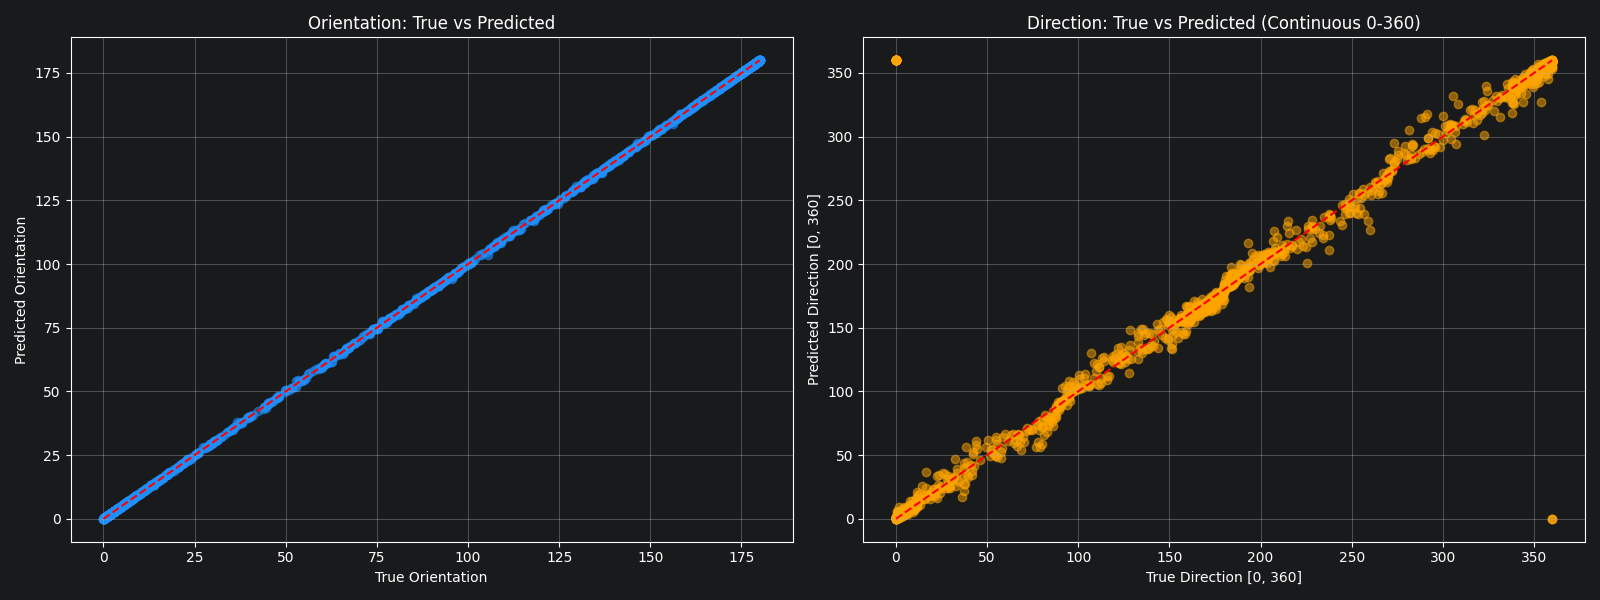 Orientation: True vs Predicted
Predicted Orientation
175
150
125
100
75
50
25
0
0 25 50 75 100 125 150 175
True Orientation
Direction: True vs Predicted (Continuous 0-360)
Predicted Direction [0, 360]
350
300
250
200
150
100
50
0
0 50 100 150 200 250 300 350
True Direction [0, 360]